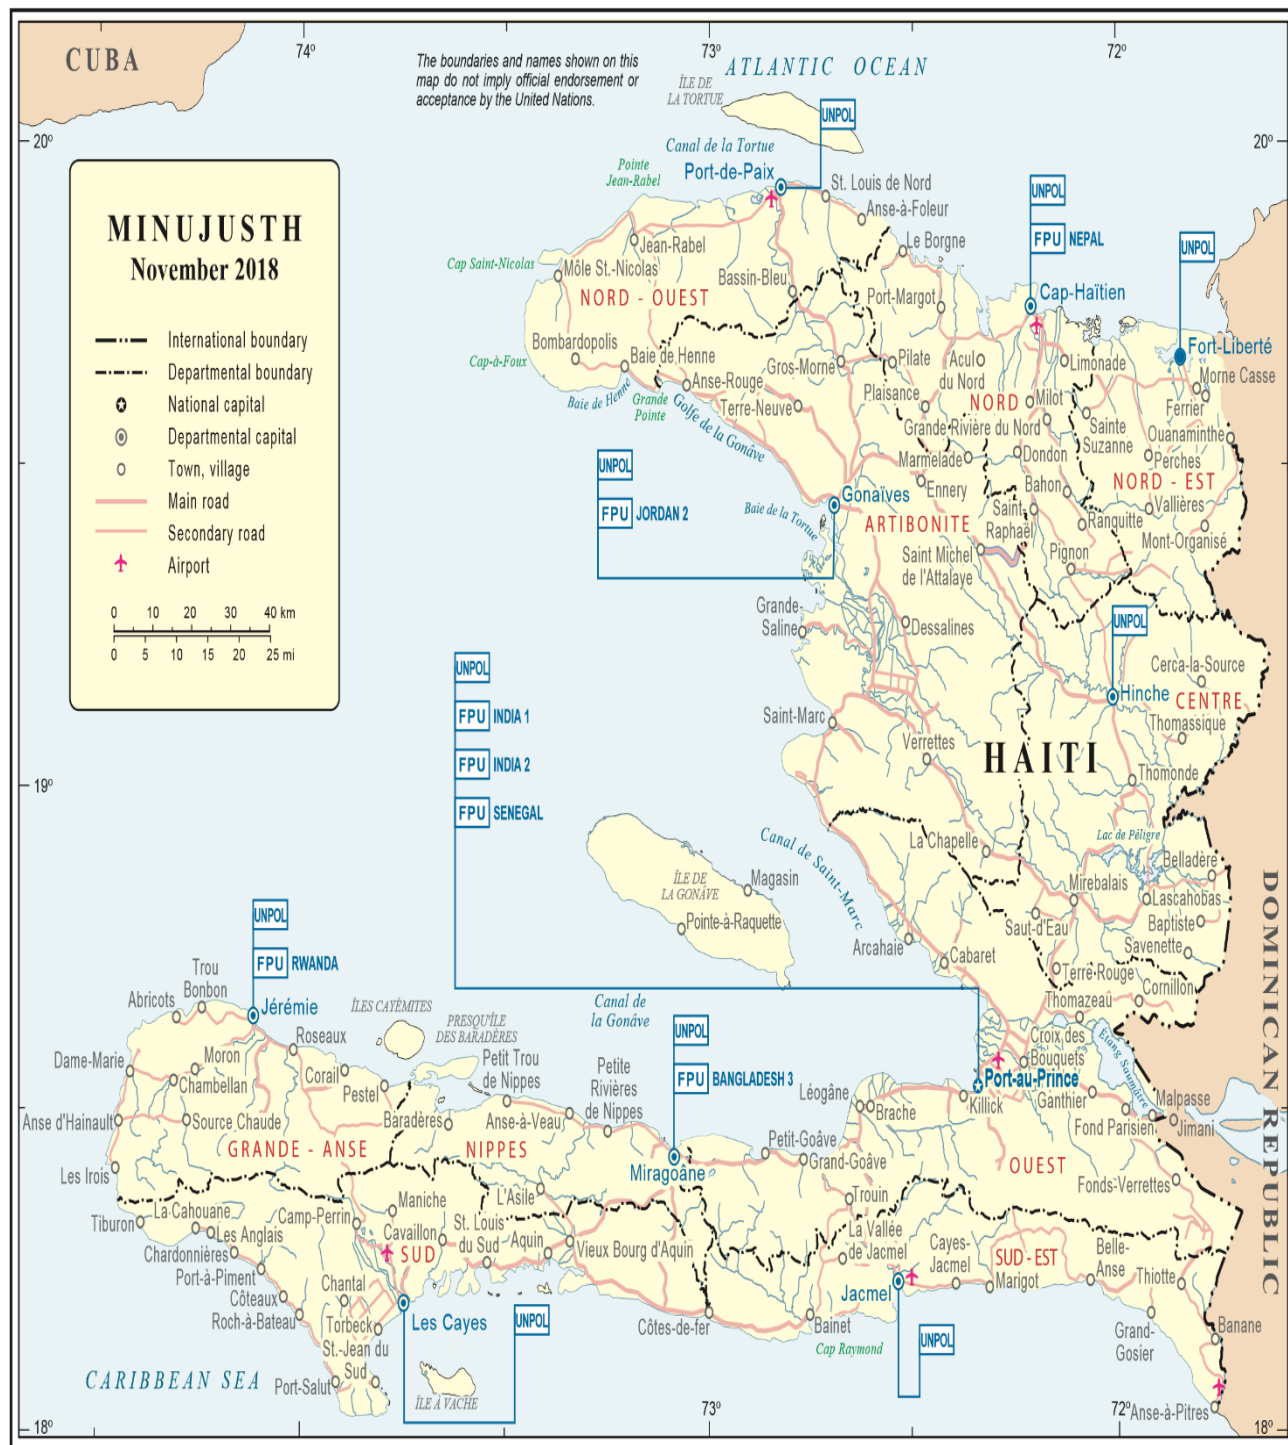 CUBA
74°
73°
72°
The boundaries and names shown on this
map do not imply official endorsement or
acceptance by the United Nations.
ATLANTIC OCEAN
ÎLE DE
LA TORTUE
UNPOL
20°
20°
Canal de la Tortue
Pointe
Jean-Rabel
Port-de-Paix
St. Louis de Nord
Anse-à-Foleur
Le Borgne
UNPOL
FPU NEPAL
UNPOL
MINUJUSTH
November 2018
International boundary
Departmental boundary
National capital
Departmental capital
Town, village
Main road
Secondary road
Airport
0 10 20 30 40 km
0 5 10 15 20 25 mi
Jean-Rabel
Cap Saint-Nicolas
Môle St.-Nicolas
NORD - OUEST
Bassin-Bleu
Port-Margot
Cap-Haïtien
Fort-Liberté
Bombardopolis
Cap-à-Foux
Baie de Henne
Baie de Henne
Grande
Pointe
Anse-Rouge
Terre-Neuve
Golfe de la Gonâve
Gros-Morne
Pilate
Plaisance
Acul
du Nord
Limonade
Morne Casse
Ferrier
NORD
Milot
Grande Rivière du Nord
Sainte
Suzanne
Ouanaminthe
Perches
Marmelade
Dondon
NORD - EST
UNPOL
FPU JORDAN 2
Gonaïves
Ennery
Bahon
Vallières
Baie de la Tortue
ARTIBONITE
Saint-
Raphaël
Ranquitte
Mont-Organisé
Saint Michel
de l'Attalaye
Pignon
Grande-
Saline
Dessalines
UNPOL
Cerca-la-Source
Hinche
CENTRE
UNPOL
FPU INDIA 1
FPU INDIA 2
FPU SENEGAL
Saint-Marc
Verrettes
HAITI
Thomassique
Thomonde
19°
Canal de Saint-Marc
La Chapelle
Lac de Péligre
Belladère
ÎLE DE
LA GONÂVE
Magasin
Pointe-à-Raquette
Mirebalais
Lascahobas
Baptiste
Saut-d'Eau
Savenette
Arcahaie
Cabaret
Terre-Rouge
Cornillon
Thomazeau
DOMINICAN REPUBLIC
UNPOL
FPU RWANDA
Trou
Bonbon
Abricots
Jérémie
ÎLES CAYÉMITES
Canal de
la Gonâve
Roseaux
PRESQU'ÎLE
DES BARADÈRES
UNPOL
FPU BANGLADESH 3
Croix des
Bouquets
Etang Saumâtre
Dame-Marie
Moron
Chambellan
Corail
Pestel
Petit Trou
de Nippes
Petite
Rivières
de Nippes
Port-au-Prince
Léogâne
Brache
Killick
Ganthier
Malpasse
Fond Parisien
Jimani
Anse d'Hainault
Source Chaude
Baradères
Anse-à-Veau
GRANDE - ANSE
NIPPES
Petit-Goâve
Miragoâne
Grand-Goâve
OUEST
Les Irois
L'Asile
Trouin
Fonds-Verrettes
Tiburon
La Cahouane
Les Anglais
Camp-Perrin
Maniche
Cavaillon
St. Louis
du Sud
Aquin
Vieux Bourg d'Aquin
La Vallée
de Jacmel
Cayes-
Jacmel
SUD-EST
Marigot
Belle-
Anse
Thiotte
Chardonnières
Port-à-Piment
SUD
Côteaux
Roch-à-Bateau
Chantal
Torbeck
Les Cayes
UNPOL
Côtes-de-fer
Bainet
Jacmel
Cap Raymond
UNPOL
Grand-
Gosier
Banane
St.-Jean du
Sud
Port-Salut
ÎLE À VACHE
CARIBBEAN SEA
Anse-à-Pitres
18°
73°
72°
18°